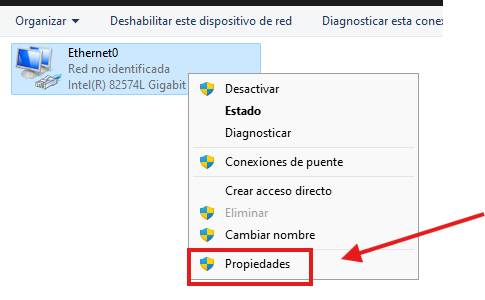 Organizar Deshabilitar este dispositivo de red Diagnosticar esta
Ethernet0
Red no identificada
Intel(R) 82574L Gigabit
Desactivar
Estado
Diagnosticar
Conexiones de puente
Crear acceso directo
Eliminar
Cambiar nombre
Propiedades